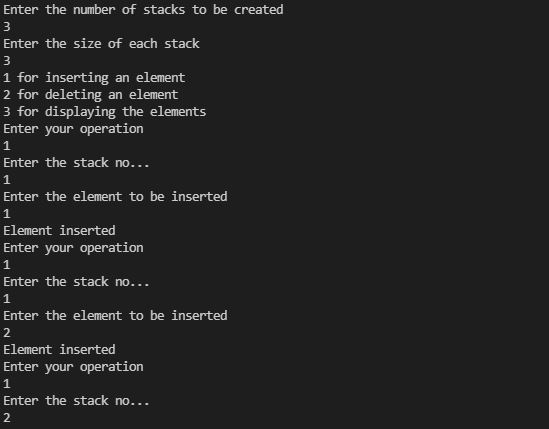 Enter the number of stacks to be created
3
Enter the size of each stack
3
1 for inserting an element
2 for deleting an element
3 for displaying the elements
Enter your operation
1
Enter the stack no...
1
Enter the element to be inserted
1
Element inserted
Enter your operation
1
Enter the stack no...
1
Enter the element to be inserted
2
Element inserted
Enter your operation
1
Enter the stack no...
2